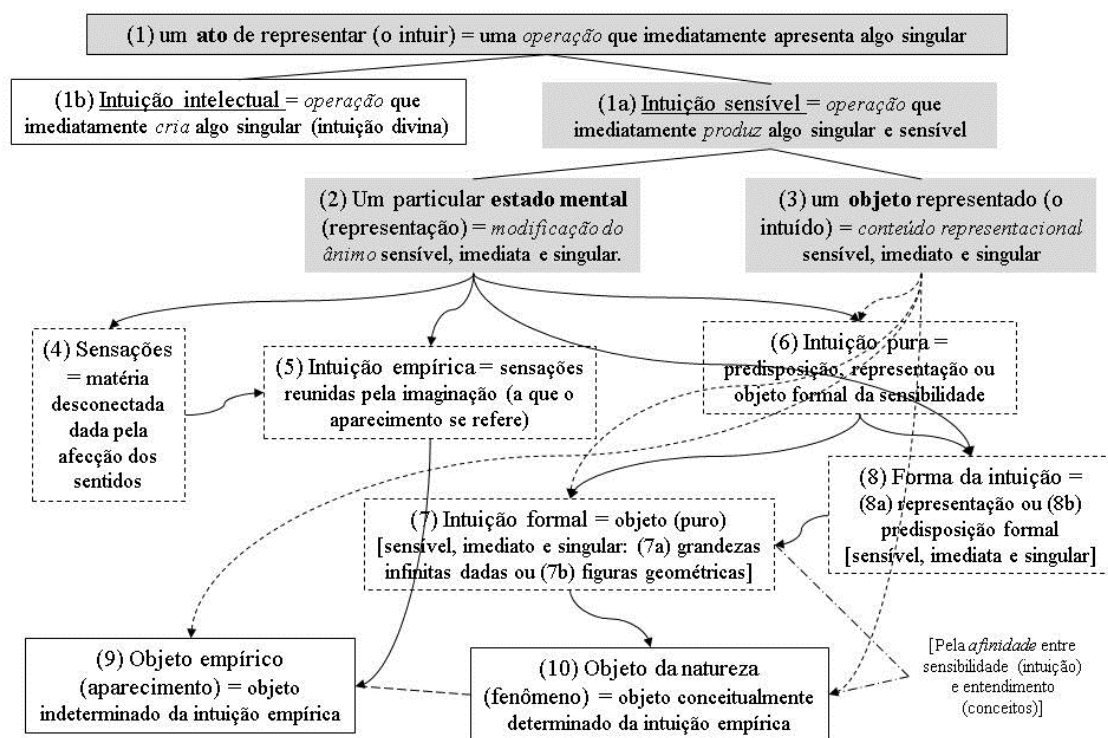 (1) um ato de representar (o intuir) = uma operação que imediatamente apresenta algo singular
(1b) Intuição intelectual = operação que
imediatamente cria algo singular (intuição divina)
(1a) Intuição sensível = operação que
imediatamente produz algo singular e sensível
(2) Um particular estado mental
(representação) = modificação do
ânimo sensível, imediata e singular.
(3) um objeto representado (o
intuído) = conteúdo representacional
sensível, imediato e singular
(4) Sensações
= matéria
desconectada
dada pela
afecção dos
sentidos
(5) Intuição empírica = sensações
reunidas pela imaginação (a que o
aparecimento se refere)
(6) Intuição pura =
predisposição, representação ou
objeto formal da sensibilidade
(7) Intuição formal = objeto (puro)
[sensível, imediato e singular: (7a) grandezas
infinitas dadas ou (7b) figuras geométricas]
(8) Forma da intuição =
(8a) representação ou (8b)
predisposição formal
[sensível, imediata e singular]
(9) Objeto empírico
(aparecimento) = objeto
indeterminado da intuição empírica
(10) Objeto da natureza
(fenômeno) = objeto conceitualmente
determinado da intuição empírica
[Pela afinidade entre
sensibilidade (intuição)
e entendimento
(conceitos)]